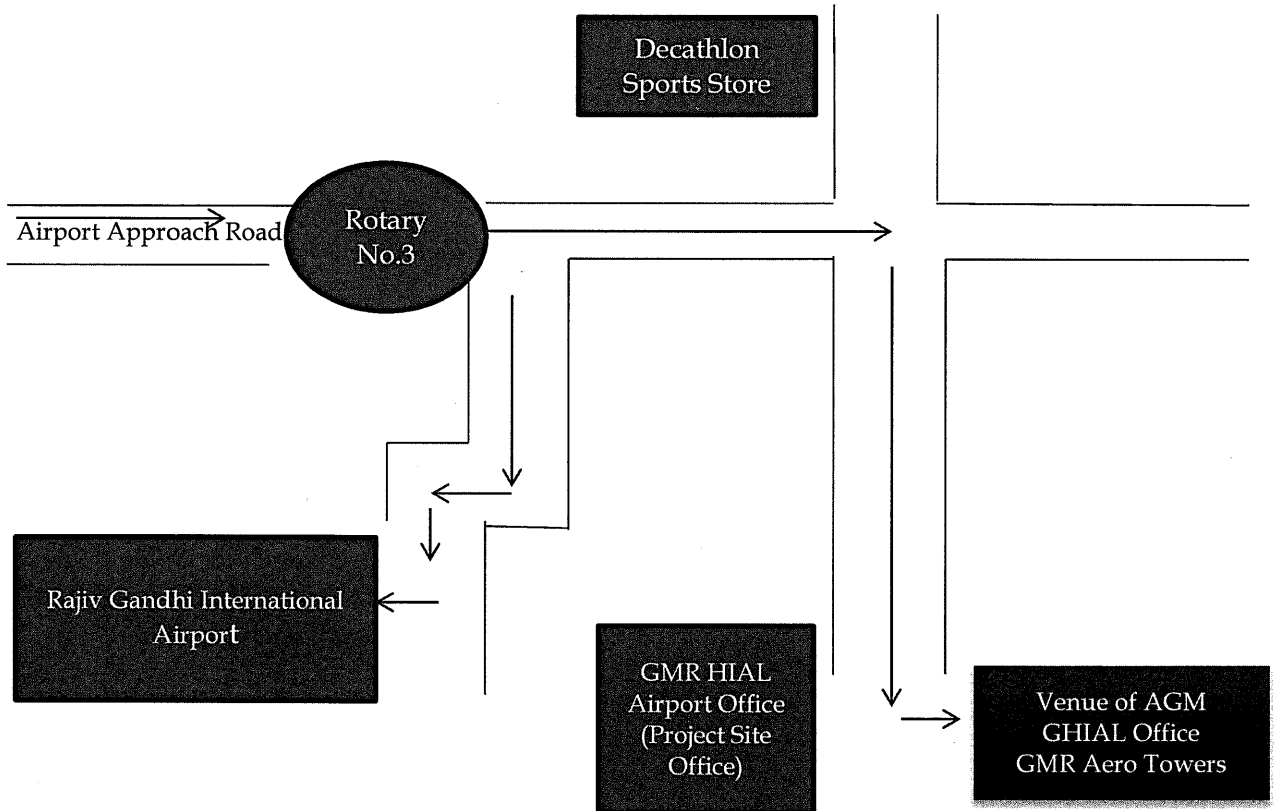 Decathlon
Sports Store
Airport Approach Road
Rotary
No.3
Rajiv Gandhi International
Airport
GMR HIAL
Airport Office
(Project Site
Office)
Venue of AGM
GHIAL Office
GMR Aero Towers